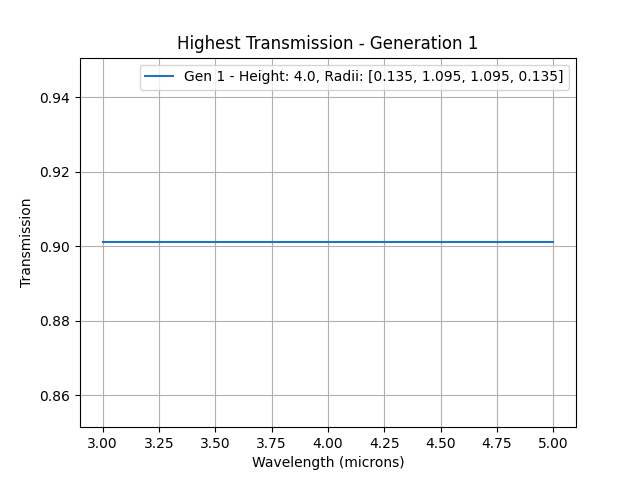 Highest Transmission - Generation 1
Gen 1 - Height: 4.0, Radii: [0.135, 1.095, 1.095, 0.135]
0.94
0.92
0.90
0.88
0.86
Transmission
3.00 3.25 3.50 3.75 4.00 4.25 4.50 4.75 5.00
Wavelength (microns)